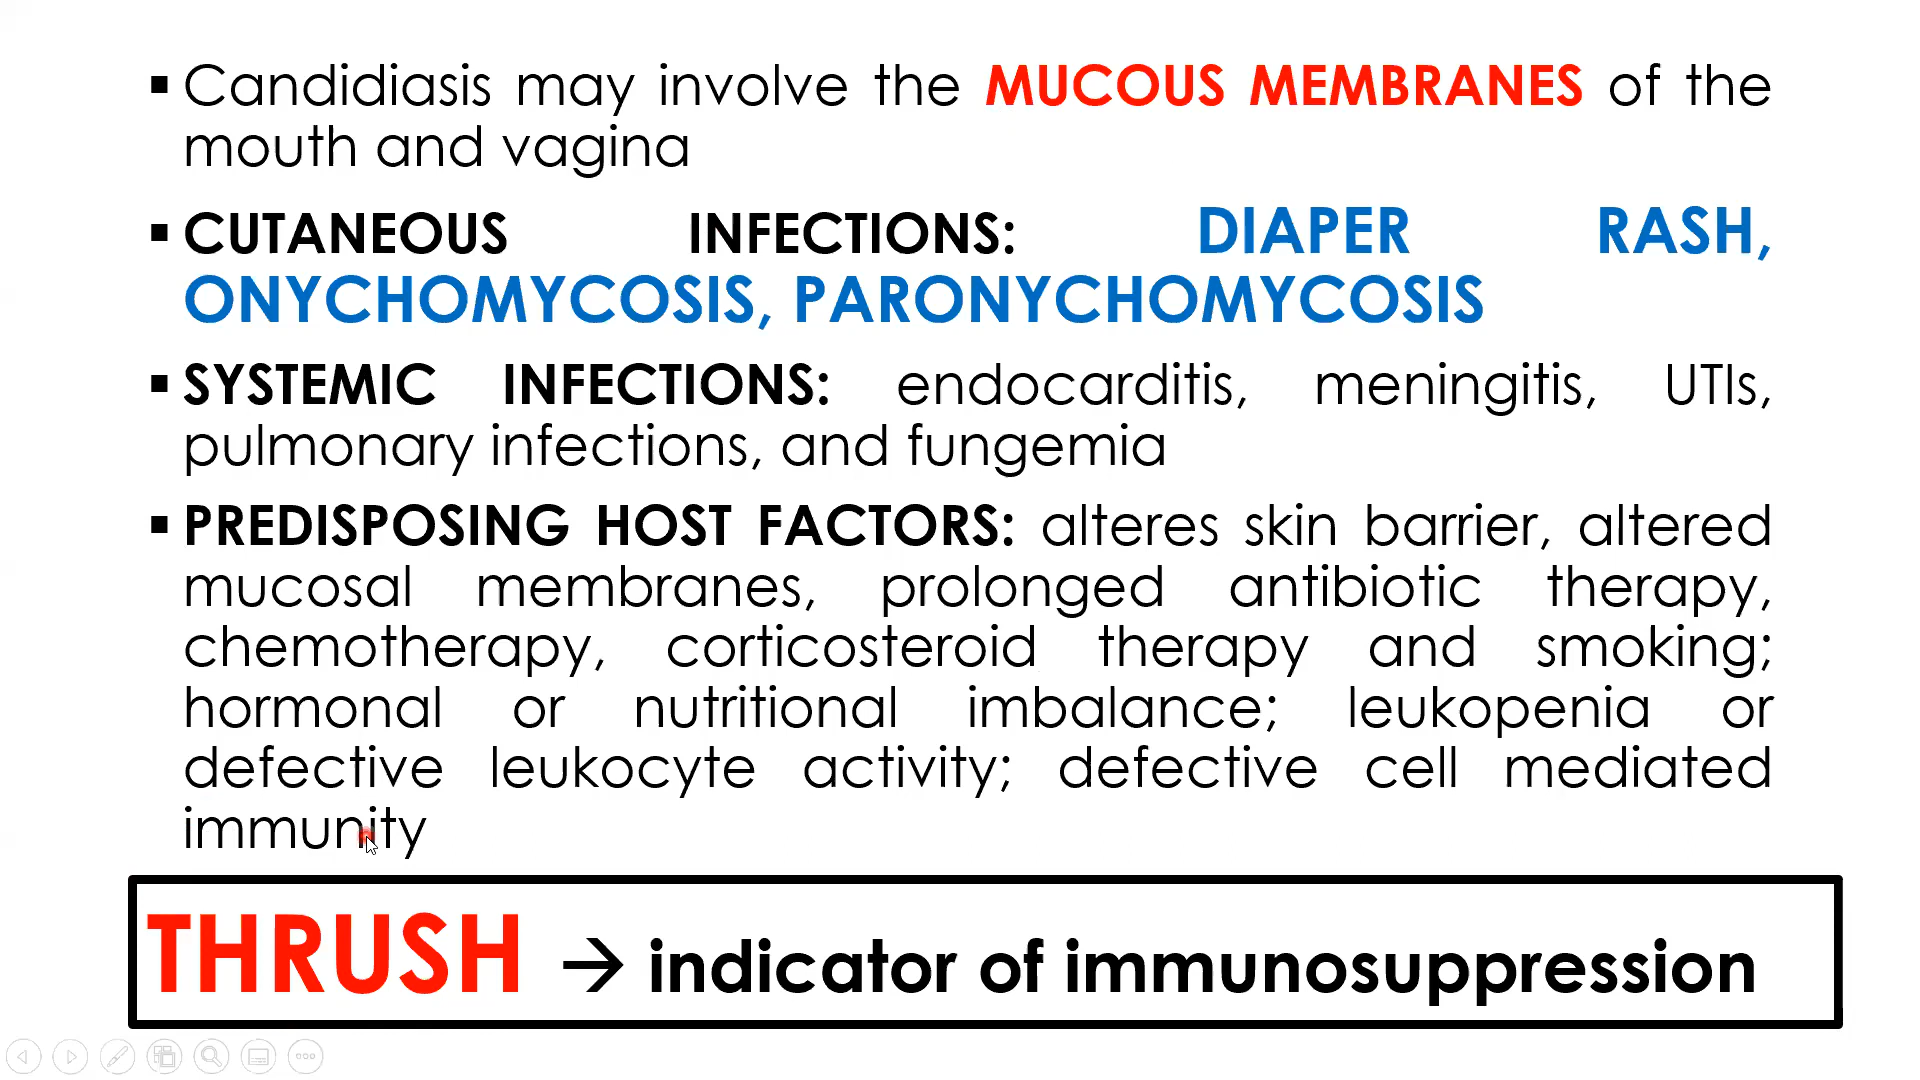 ▪ Candidiasis may involve the MUCOUS MEMBRANES of the
mouth and vagina
▪ CUTANEOUS INFECTIONS: DIAPER RASH,
ONYCHOMYCOSIS, PARONYCHOMYCOSIS
▪ SYSTEMIC INFECTIONS: endocarditis, meningitis, UTIs,
pulmonary infections, and fungemia
▪ PREDISPOSING HOST FACTORS: alteres skin barrier, altered
mucosal membranes, prolonged antibiotic therapy,
chemotherapy, corticosteroid therapy and smoking;
hormonal or nutritional imbalance; leukopenia or
defective leukocyte activity; defective cell mediated
immunity
THRUSH → indicator of immunosuppression